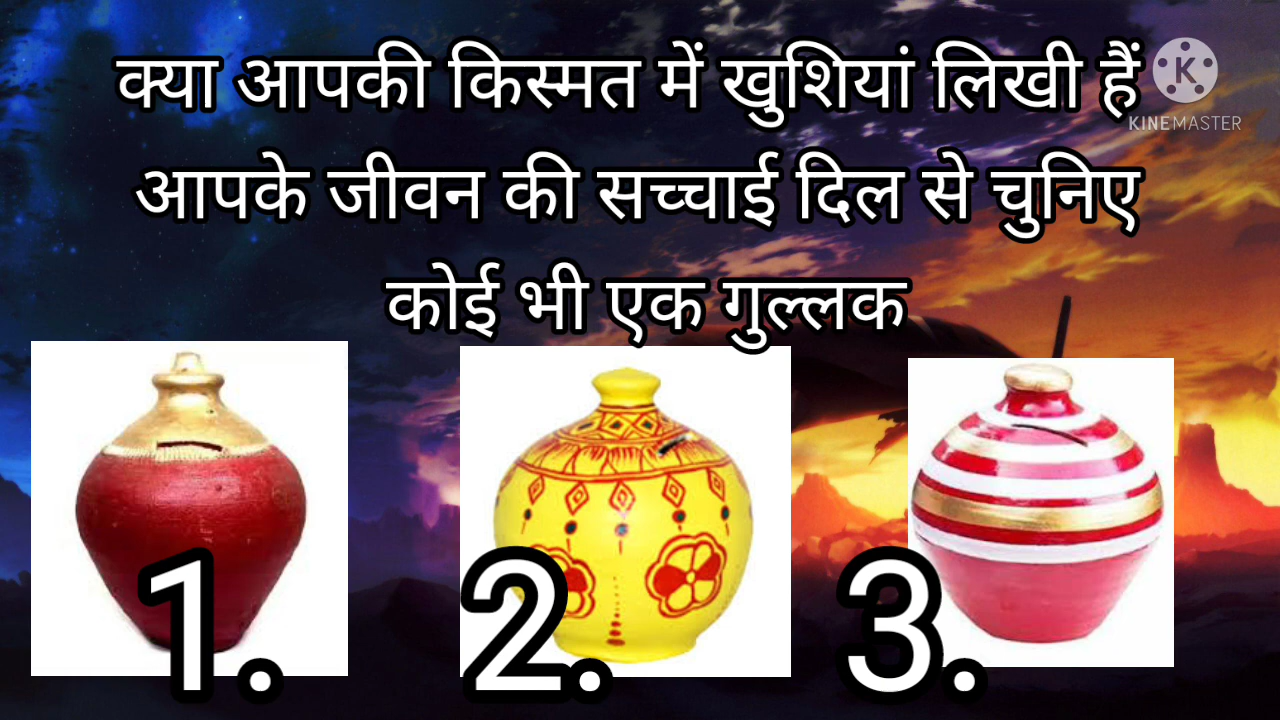 क्या आपकी किस्मत में खुशियां लिखी हैं
K
KINEMASTER
आपके जीवन की सच्चाई दिल से चुनिए
कोई भी एक गुल्लक
1.
2.
3.